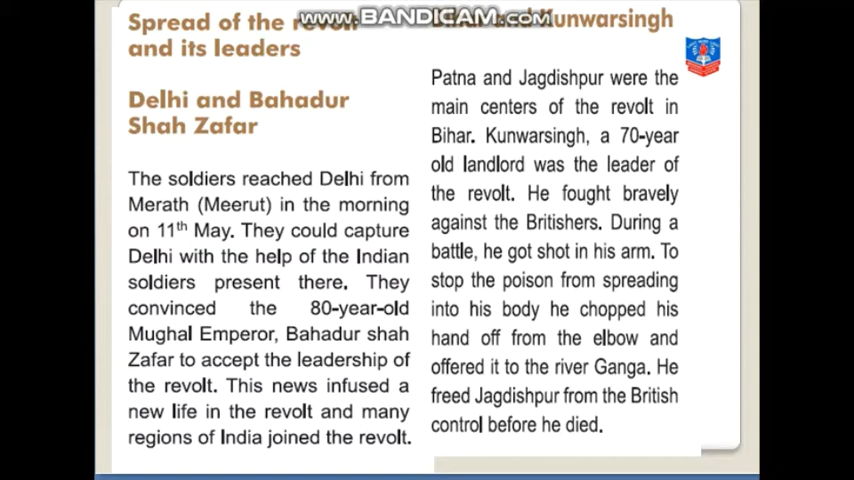 www.BANDICAM.com
Spread of the revolt
and its leaders
Delhi and Bahadur
Shah Zafar
The soldiers reached Delhi from
Merath (Meerut) in the morning
on 11th May. They could capture
Delhi with the help of the Indian
soldiers present there. They
convinced the 80-year-old
Mughal Emperor, Bahadur shah
Zafar to accept the leadership of
the revolt. This news infused a
new life in the revolt and many
regions of India joined the revolt.
Bihar and Kunwarsingh
Patna and Jagdishpur were the
main centers of the revolt in
Bihar. Kunwarsingh, a 70-year
old landlord was the leader of
the revolt. He fought bravely
against the Britishers. During a
battle, he got shot in his arm. To
stop the poison from spreading
into his body he chopped his
hand off from the elbow and
offered it to the river Ganga. He
freed Jagdishpur from the British
control before he died.